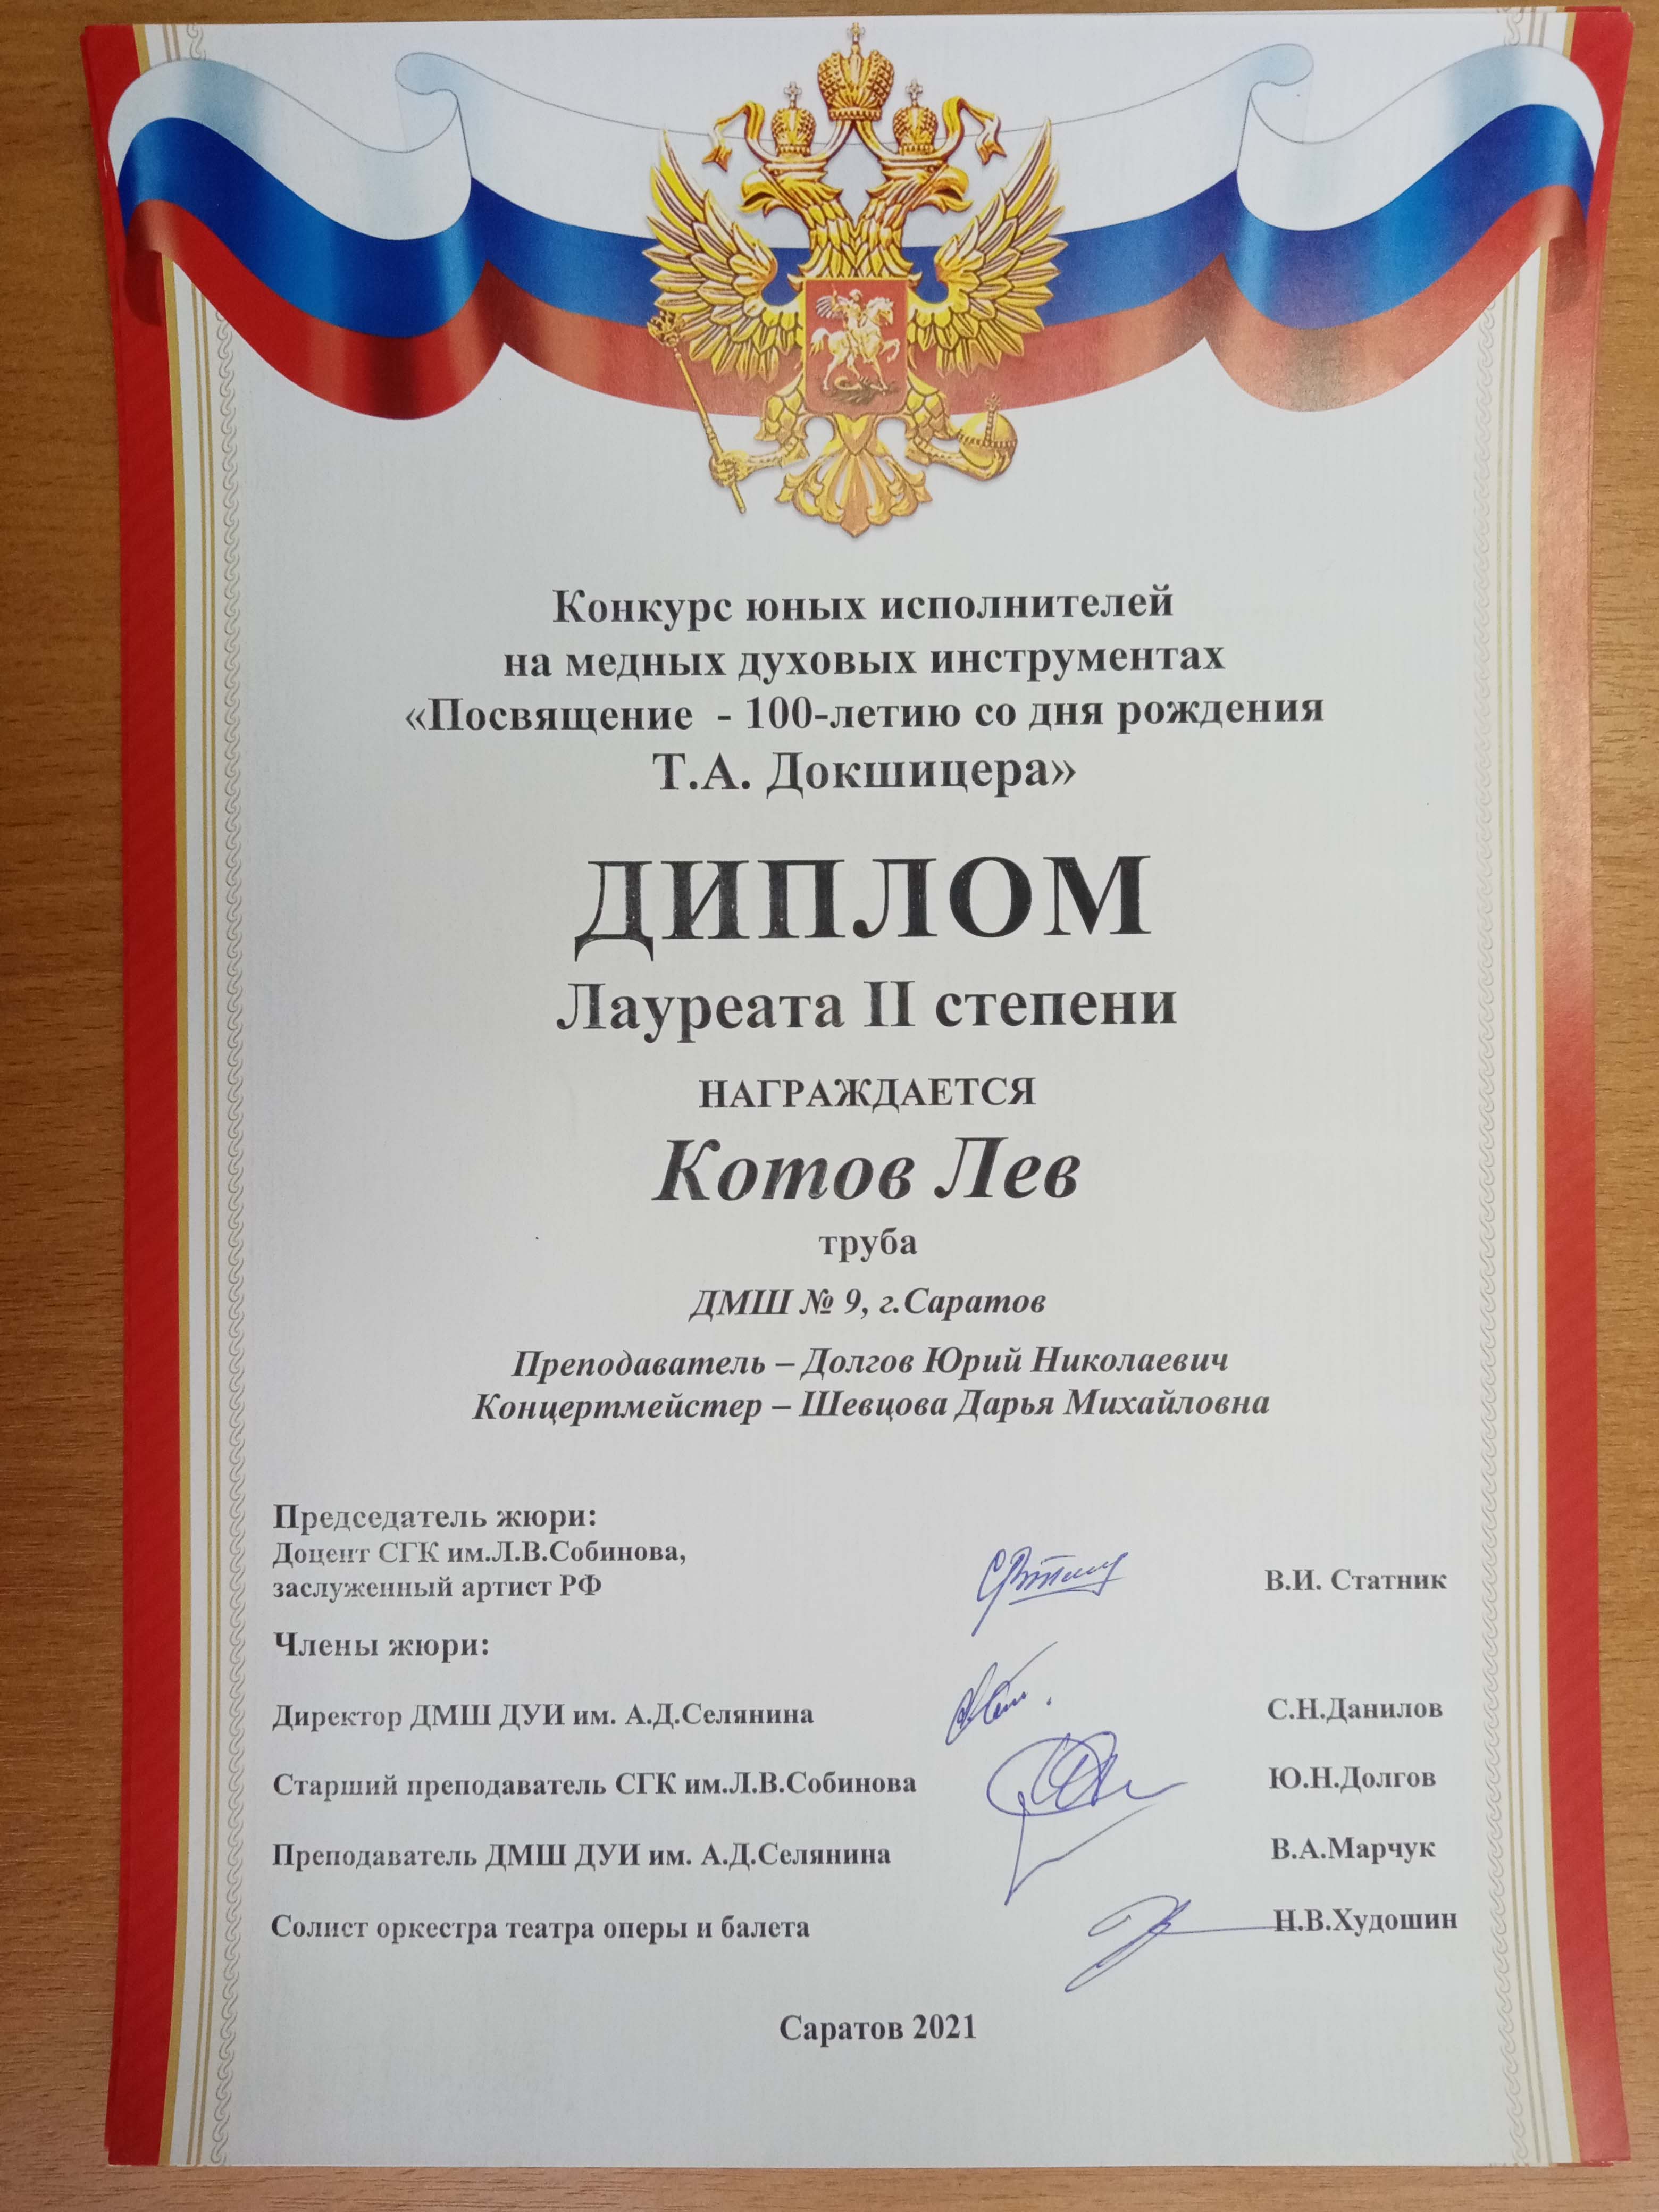 Конкурс юных исполнителей
на медных духовых инструментах
«Посвящение - 100-летию со дня рождения
Т.А. Докшицера»
ДИПЛОМ
Лауреата II степени
НАГРАЖДАЕТСЯ
Котов Лев
труба
ДМШ № 9, г.Саратов
Преподаватель – Долгов Юрий Николаевич
Концертмейстер – Шевцова Дарья Михайловна
Председатель жюри:
Доцент СГК им.Л.В.Собинова,
заслуженный артист РФ В.И. Статник
Члены жюри:
Директор ДМШ ДУИ им. А.Д.Селянина С.Н.Данилов
Старший преподаватель СГК им.Л.В.Собинова Ю.Н.Долгов
Преподаватель ДМШ ДУИ им. А.Д.Селянина В.А.Марчук
Солист оркестра театра оперы и балета Н.В.Худошин
Саратов 2021